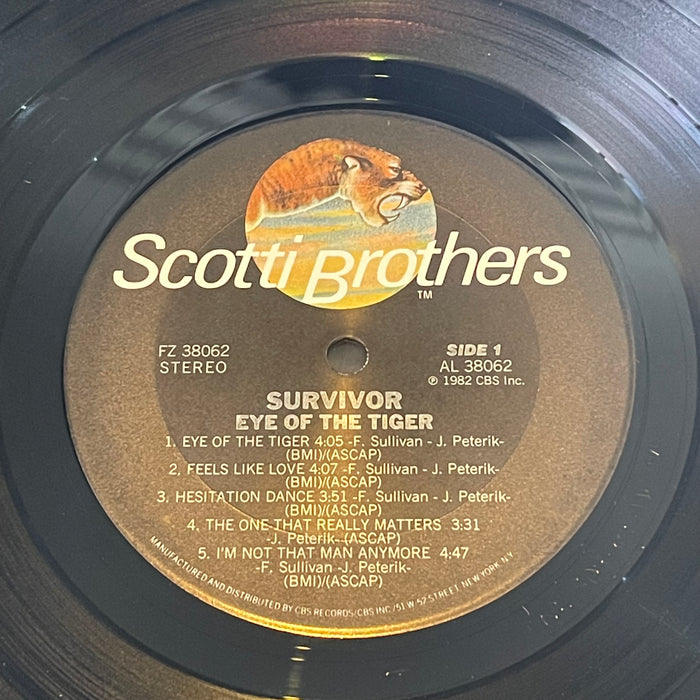 Scotti Brothers
TM
FZ 38062
STEREO
SIDE 1
AL 38062
℗ 1982 CBS Inc.
SURVIVOR
EYE OF THE TIGER
1. EYE OF THE TIGER 4:05 -F. Sullivan - J. Peterik-
(BMI)/(ASCAP)
2. FEELS LIKE LOVE 4:07 -F. Sullivan - J. Peterik-
(BMI)/(ASCAP)
3. HESITATION DANCE 3:51 -F. Sullivan - J. Peterik-
(BMI)/(ASCAP)
4. THE ONE THAT REALLY MATTERS 3:31
-J. Peterik- (ASCAP)
5. I'M NOT THAT MAN ANYMORE 4:47
-F. Sullivan -J. Peterik-
(BMI)/(ASCAP)
MANUFACTURED AND DISTRIBUTED BY CBS RECORDS/CBS INC./51 W. 52 STREET, NEW YORK, N.Y.